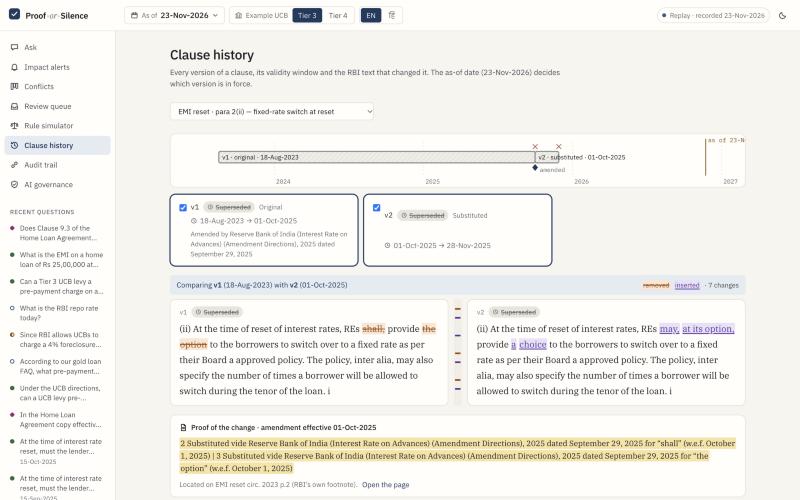 Proof-or-Silence
As of 23-Nov-2026
Example UCB Tier 3 Tier 4
EN
Replay · recorded 23-Nov-2026
Ask
Impact alerts
Conflicts
Review queue
Rule simulator
Clause history
Audit trail
AI governance
RECENT QUESTIONS
Does Clause 9.3 of the
Home Loan Agreement...
What is the EMI on a home
loan of Rs 25,00,000 at...
Can a Tier 3 UCB levy a
pre-payment charge on a...
What is the RBI repo rate
today?
Since RBI allows UCBs to
charge a 4% foreclosure...
According to our gold loan
FAQ, what pre-payment...
Under the UCB directions,
can a UCB levy pre-...
In the Home Loan
Agreement copy effectiv...
At the time of interest rate
reset, must the lender...
15-Oct-2025
At the time of interest rate
reset, must the lender...
15-Sep-2025
Clause history
Every version of a clause, its validity window and the RBI text that changed it. The as-of date (23-Nov-2026) decides
which version is in force.
EMI reset · para 2(ii) — fixed-rate switch at reset
as of 23-N
v1 · original · 18-Aug-2023
v2 · substituted · 01-Oct-2025
amended
2024
2025
2026
2027
v1 Superseded Original
18-Aug-2023 → 01-Oct-2025
Amended by Reserve Bank of India (Interest Rate on
Advances) (Amendment Directions), 2025 dated
September 29, 2025
v2 Superseded Substituted
01-Oct-2025 → 28-Nov-2025
Comparing v1 (18-Aug-2023) with v2 (01-Oct-2025)
removed inserted · 7 changes
v1 Superseded
(ii) At the time of reset of interest rates, REs shall, provide the
option to the borrowers to switch over to a fixed rate as per
their Board a approved policy. The policy, inter alia, may also
specify the number of times a borrower will be allowed to
switch during the tenor of the loan. i
v2 Superseded
(ii) At the time of reset of interest rates, REs may, at its option,
provide a choice to the borrowers to switch over to a fixed
rate as per their Board a approved policy. The policy, inter
alia, may also specify the number of times a borrower will be
allowed to switch during the tenor of the loan. i
Proof of the change · amendment effective 01-Oct-2025
2 Substituted vide Reserve Bank of India (Interest Rate on Advances) (Amendment Directions), 2025 dated September 29, 2025 for “shall” (w.e.f. October
1, 2025) | 3 Substituted vide Reserve Bank of India (Interest Rate on Advances) (Amendment Directions), 2025 dated September 29, 2025 for “the
option” (w.e.f. October 1, 2025)
Located on EMI reset circ. 2023 p.2 (RBI's own footnote). Open the page